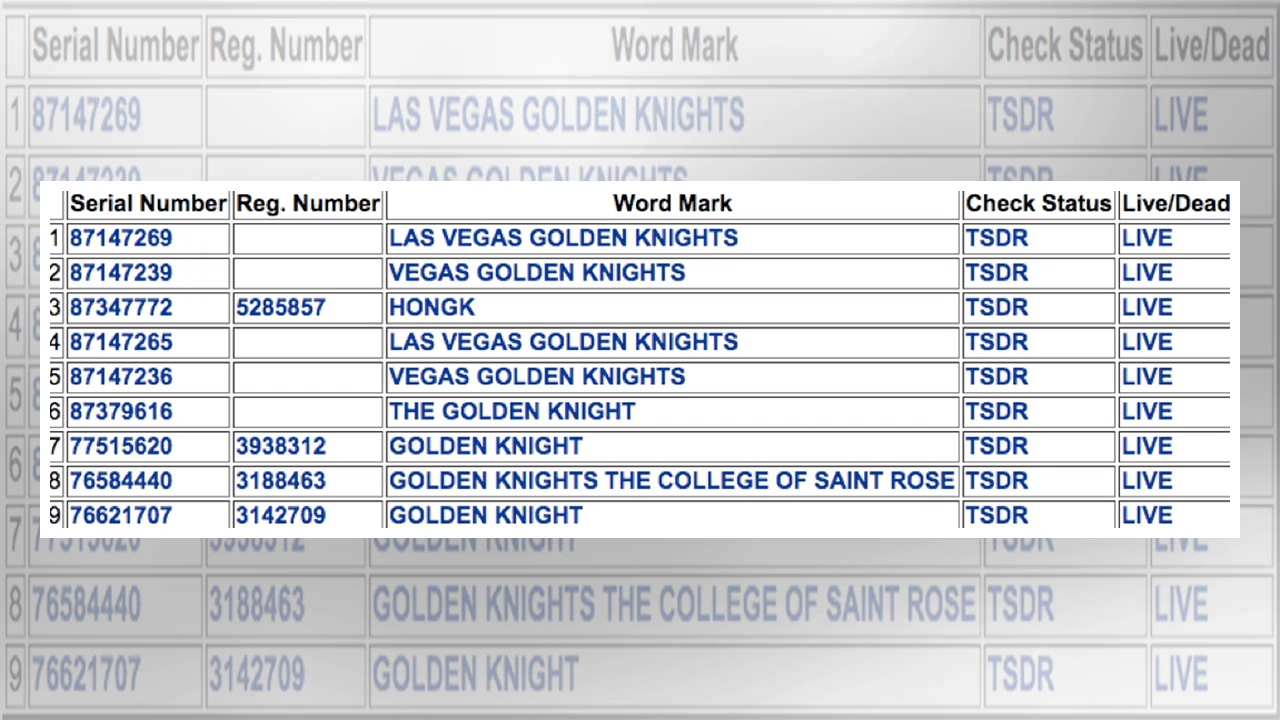 Serial Number Reg. Number Word Mark Check Status Live/Dead
1 87147269 LAS VEGAS GOLDEN KNIGHTS TSDR LIVE
2 87147239 VEGAS GOLDEN KNIGHTS TSDR LIVE
3 87347772 5285857 HONGK TSDR LIVE
4 87147265 LAS VEGAS GOLDEN KNIGHTS TSDR LIVE
5 87147236 VEGAS GOLDEN KNIGHTS TSDR LIVE
6 87379616 THE GOLDEN KNIGHT TSDR LIVE
7 77515620 3938312 GOLDEN KNIGHT TSDR LIVE
8 76584440 3188463 GOLDEN KNIGHTS THE COLLEGE OF SAINT ROSE TSDR LIVE
9 76621707 3142709 GOLDEN KNIGHT TSDR LIVE